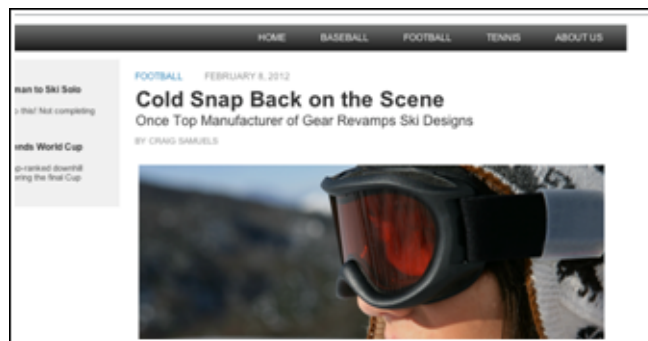 HOME BASEBALL FOOTBALL TENNIS ABOUT US
man to Ski Solo
this! Not completing
nds World Cup
p-ranked downhill
ering the final Cup
FOOTBALL FEBRUARY 8, 2012
Cold Snap Back on the Scene
Once Top Manufacturer of Gear Revamps Ski Designs
BY CRAIG SAMUELS